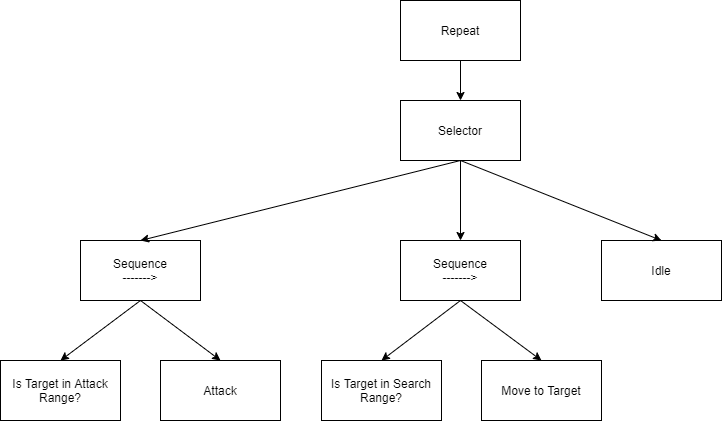 Repeat
Selector
Sequence
------->
Sequence
------->
Idle
Is Target in Attack
Range?
Attack
Is Target in Search
Range?
Move to Target